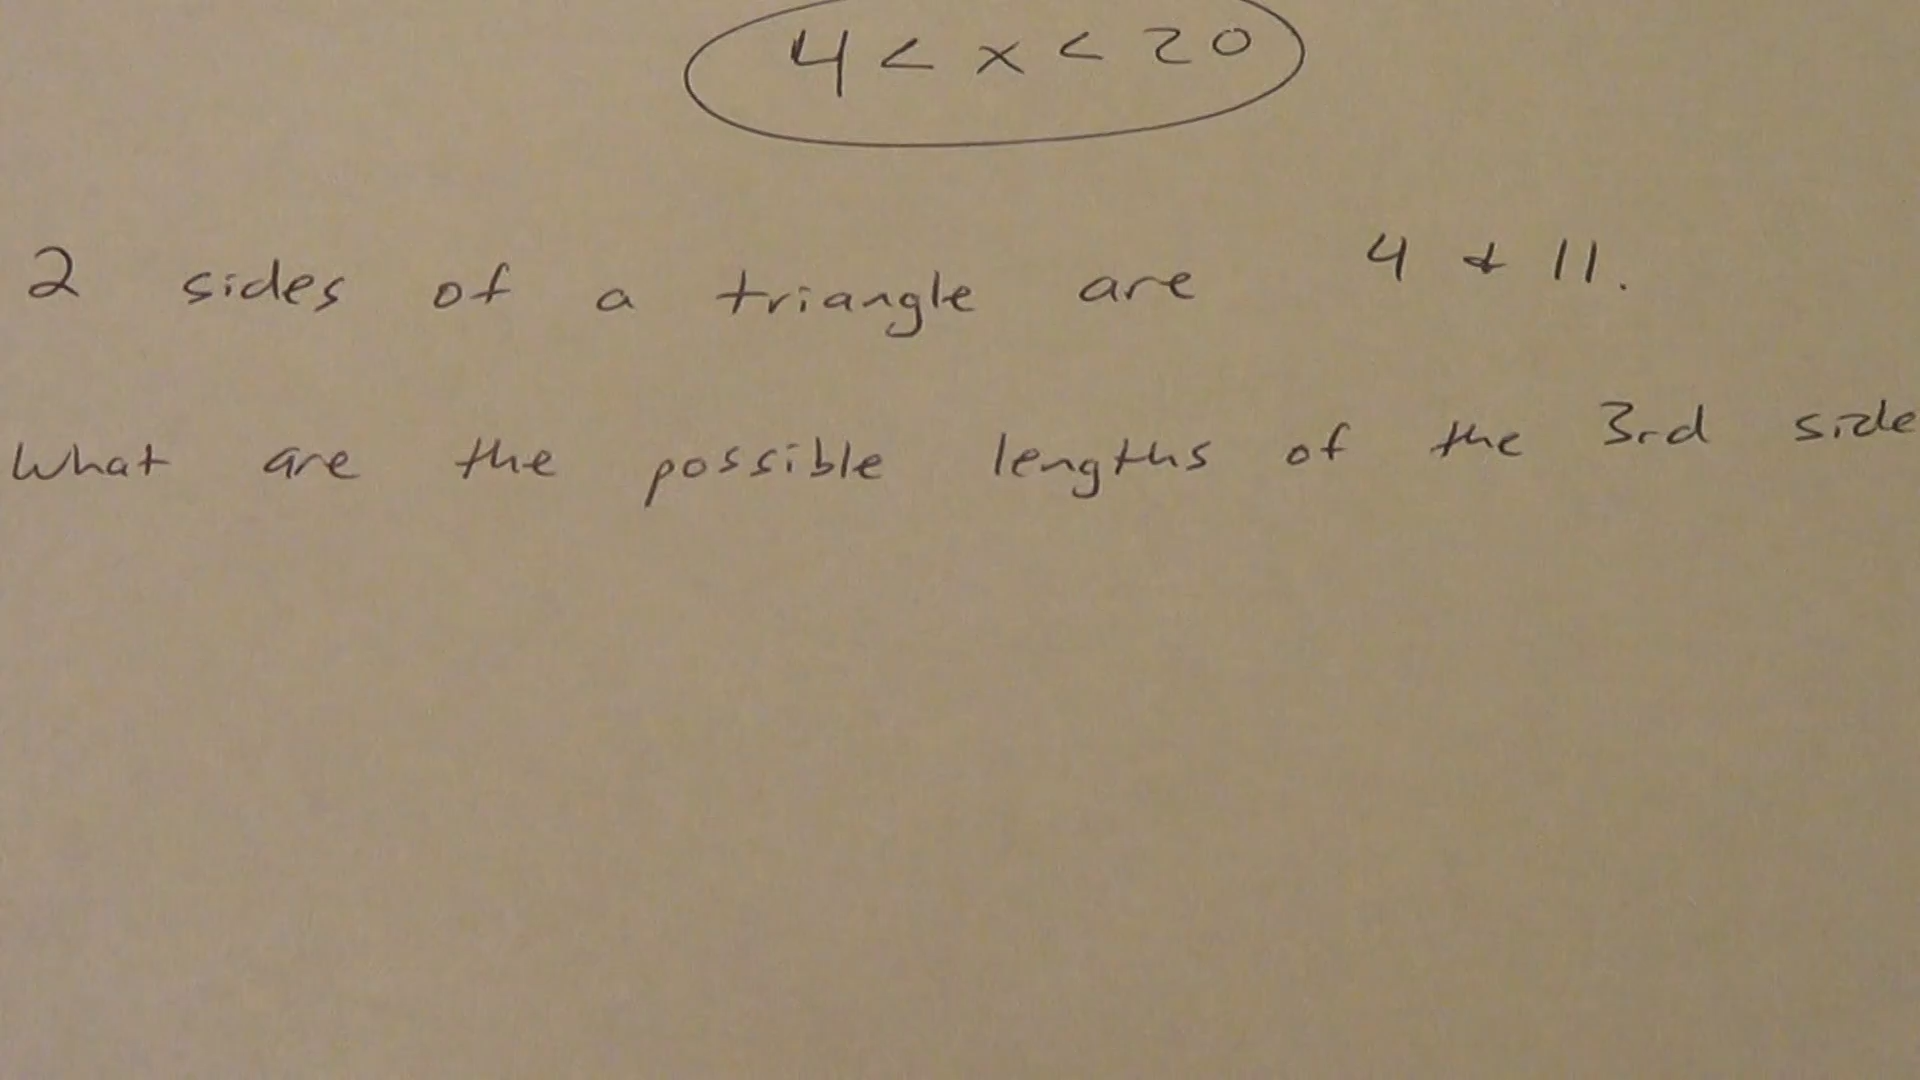 4 < x < 20
2 sides of a triangle are 4 & 11.
What are the possible lengths of the 3rd side